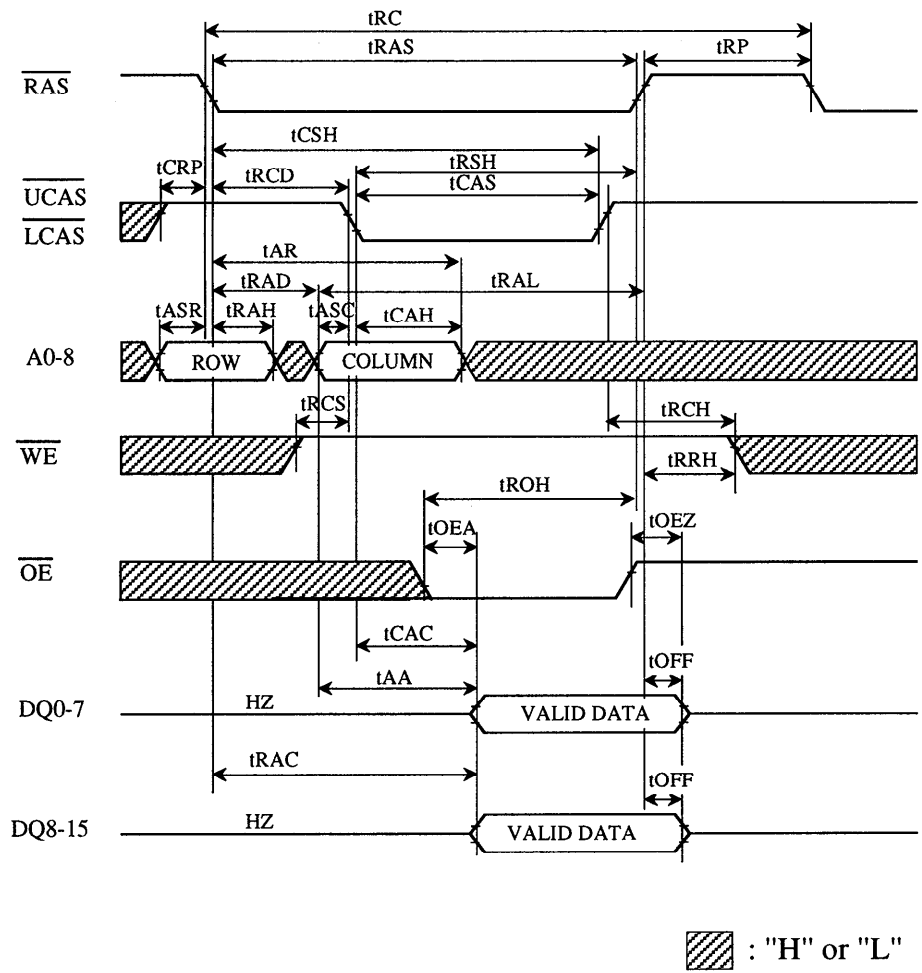 tRC
tRAS
tRP
RAS
tCSH
tCRP
tRCD
tRSH
UCAS
tCAS
LCAS
tAR
tRAD
tRAL
tASR
tRAH
tASC
tCAH
A0-8
ROW
COLUMN
tRCS
tRCH
WE
tRRH
tROH
tOEA
tOEZ
OE
tCAC
tOFF
tAA
DQ0-7
HZ
VALID DATA
tRAC
tOFF
DQ8-15
HZ
VALID DATA
: "H" or "L"